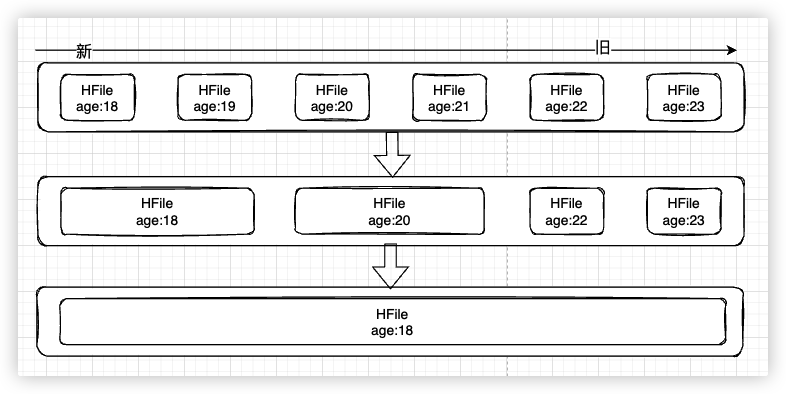 新 旧
HFile HFile HFile HFile HFile HFile
age:18 age:19 age:20 age:21 age:22 age:23
HFile HFile HFile HFile
age:18 age:20 age:22 age:23
HFile
age:18